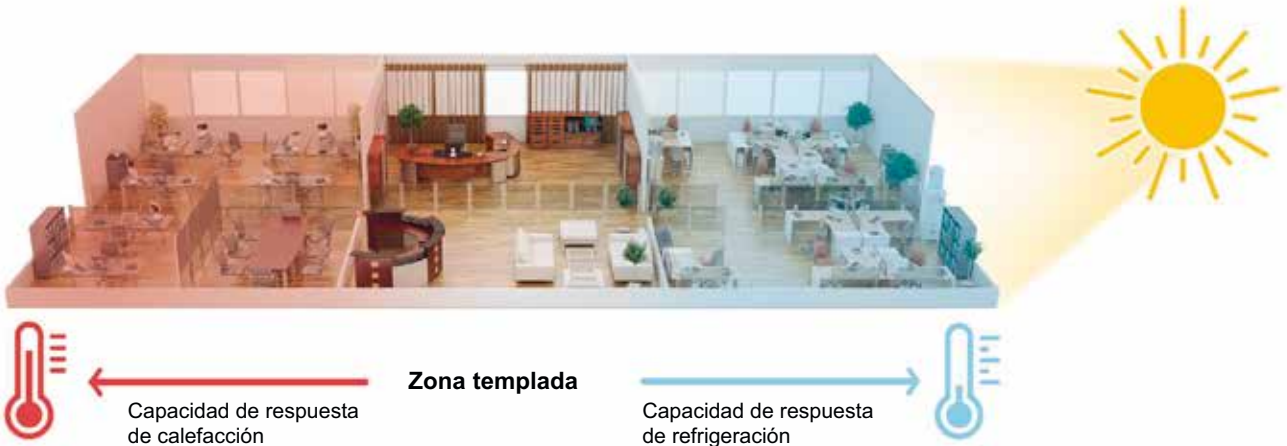 Zona templada
Capacidad de respuesta
de calefacción
Capacidad de respuesta
de refrigeración